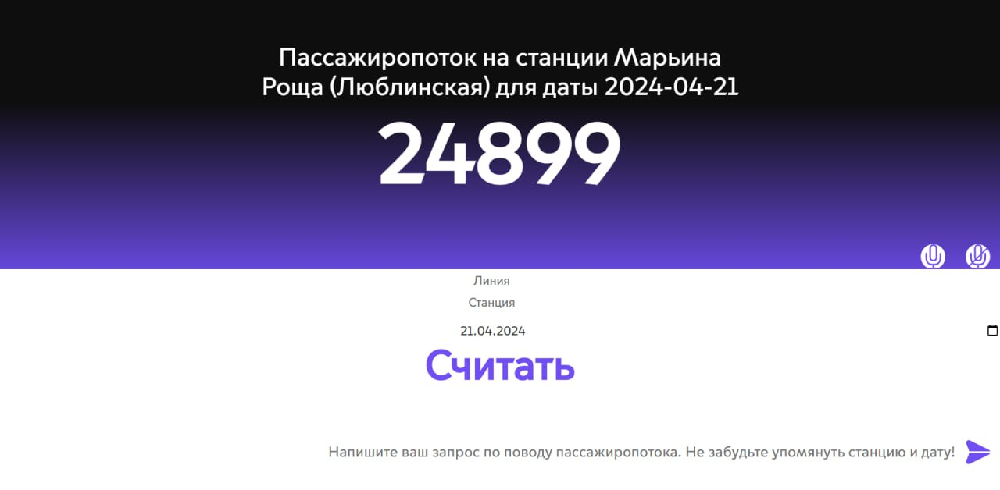 Пассажиропоток на станции Марьина
Роща (Люблинская) для даты 2024-04-21
24899
Линия
Станция
21.04.2024
Считать
Напишите ваш запрос по поводу пассажиропотока. Не забудьте упомянуть станцию и дату!